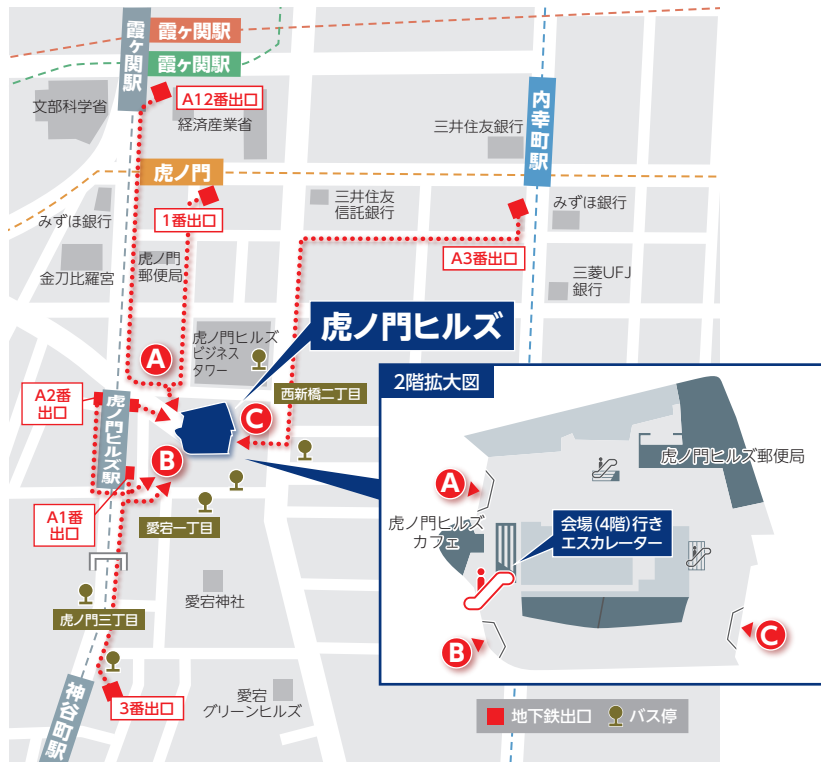 霞ケ関駅
霞ケ関駅
霞ケ関駅
文部科学省
A12番出口
経済産業省
三井住友銀行
内幸町駅
虎ノ門
1番出口
三井住友
信託銀行
みずほ銀行
みずほ銀行
A3番出口
虎ノ門
郵便局
金刀比羅宮
三菱UFJ
銀行
虎ノ門ヒルズ
虎ノ門ヒルズ
ビジネス
タワー
A
A2番
出口
虎ノ門ヒルズ駅
西新橋二丁目
C
B
A1番
出口
愛宕一丁目
愛宕神社
虎ノ門三丁目
神谷町駅
3番出口
愛宕
グリーンヒルズ
2階拡大図
虎ノ門ヒルズ郵便局
A
虎ノ門ヒルズ
カフェ
会場(4階)行き
エスカレーター
B
C
地下鉄出口
バス停